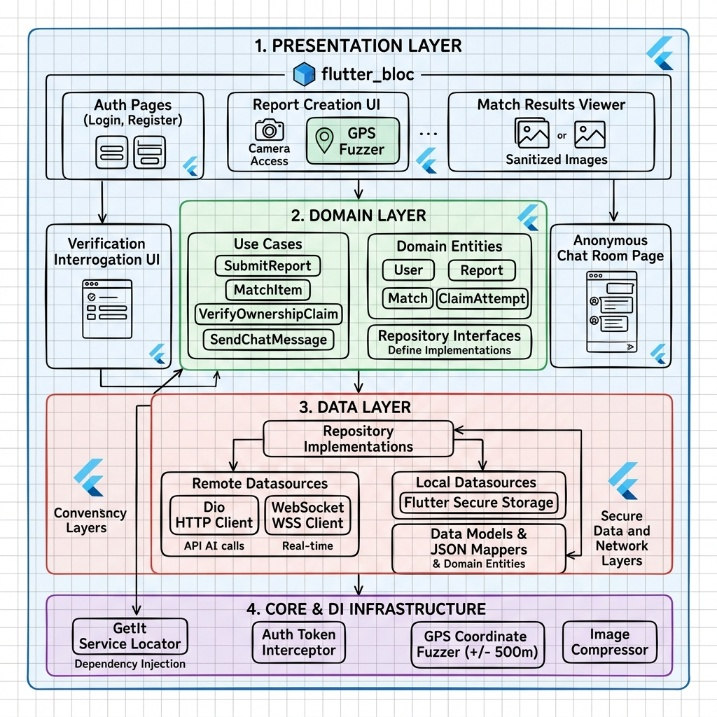 1. PRESENTATION LAYER
flutter_bloc
Auth Pages
(Login, Register)
Report Creation UI
Camera
Access
GPS
Fuzzer
...
Match Results Viewer
or
Sanitized Images
Verification
Interrogation UI
2. DOMAIN LAYER
Use Cases
SubmitReport
MatchItem
VerifyOwnershipClaim
SendChatMessage
Domain Entities
User
Report
Match
ClaimAttempt
Repository Interfaces
Define Implementations
Anonymous
Chat Room Page
3. DATA LAYER
Repository
Implementations
Convensncy
Layers
Remote Datasources
Dio
HTTP Client
API AI calls
WebSocket
WSS Client
Real-time
Local Datasources
Flutter Secure Storage
Data Models &
JSON Mappers
& Domain Entities
Secure
Data and
Network
Layers
4. CORE & DI INFRASTRUCTURE
GetIt
Service Locator
Dependency Injection
Auth Token
Interceptor
GPS Coordinate
Fuzzer (+/- 500m)
Image
Compressor